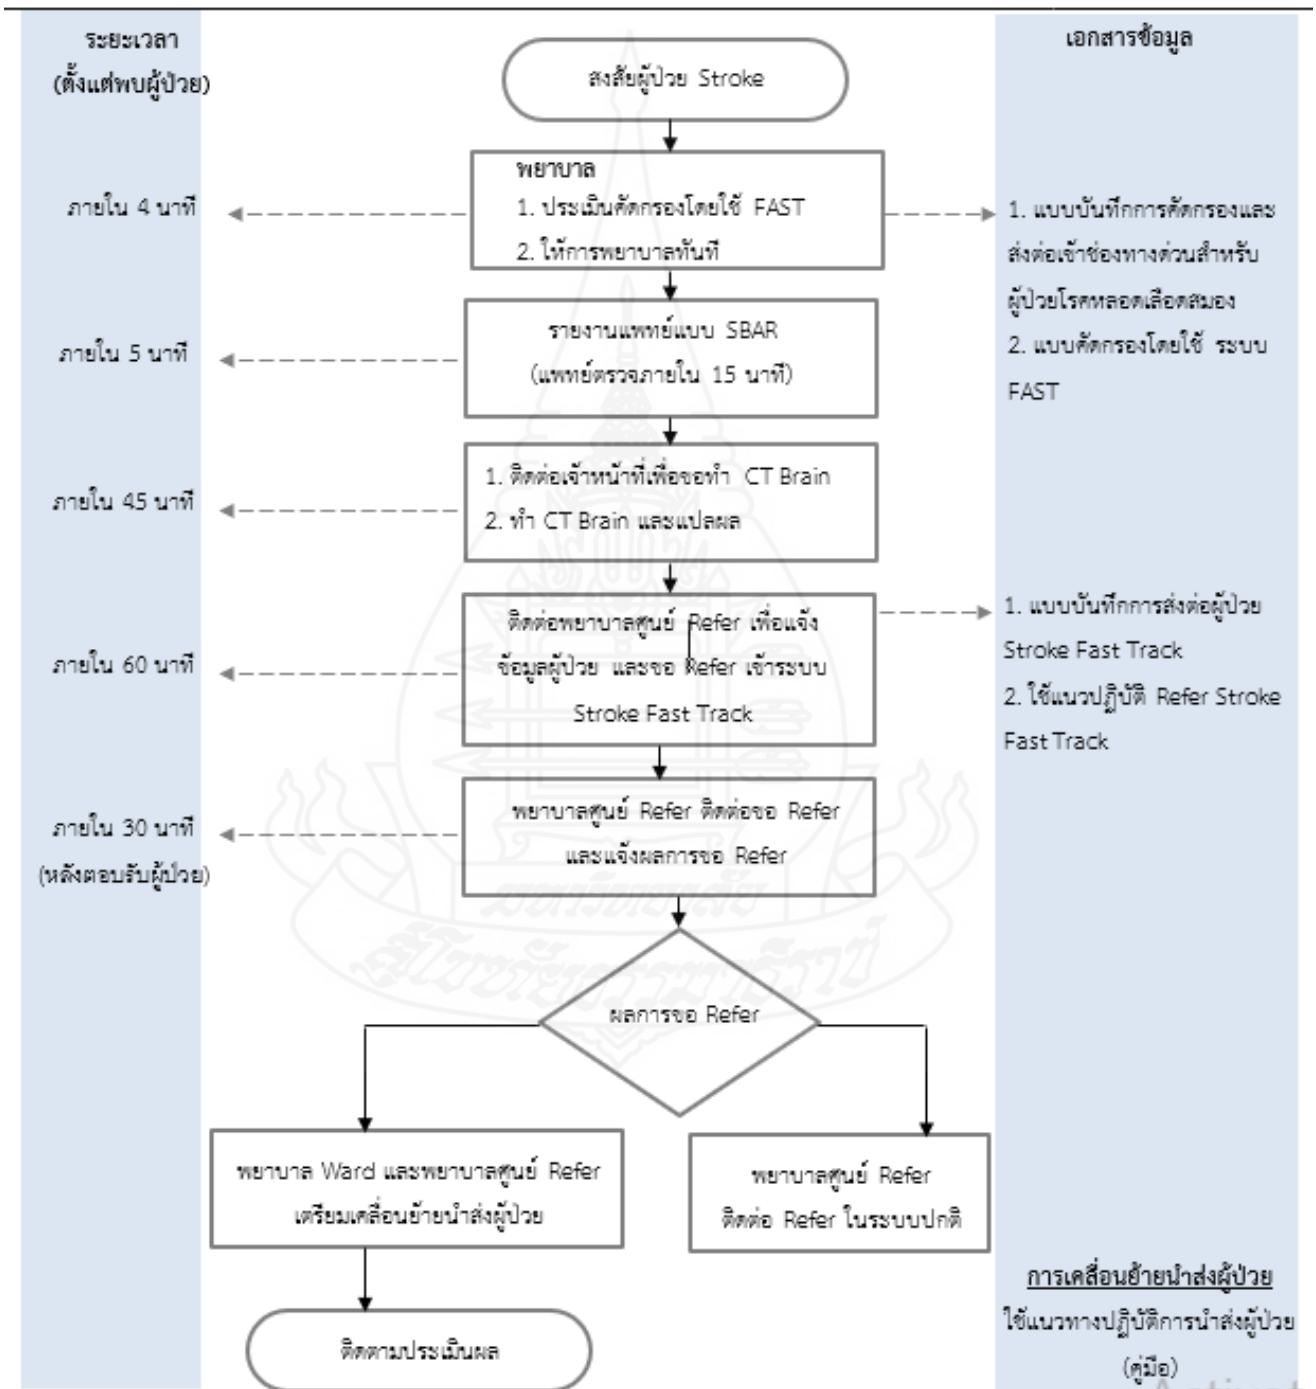 ระยะเวลา
(ตั้งแต่พบผู้ป่วย)
เอกสารข้อมูล
สงสัยผู้ป่วย Stroke
พยาบาล
1. ประเมินคัดกรองโดยใช้ FAST
2. ให้การพยาบาลทันที
ภายใน 4 นาที
1. แบบบันทึกการคัดกรองและ
ส่งต่อเข้าช่องทางด่วนสำหรับ
ผู้ป่วยโรคหลอดเลือดสมอง
2. แบบคัดกรองโดยใช้ ระบบ
FAST
รายงานแพทย์แบบ SBAR
(แพทย์ตรวจภายใน 15 นาที)
ภายใน 5 นาที
1. ติดต่อเจ้าหน้าที่เพื่อขอทำ CT Brain
2. ทำ CT Brain และแปลผล
ภายใน 45 นาที
ติดต่อพยาบาลศูนย์ Refer เพื่อแจ้ง
ข้อมูลผู้ป่วย และขอ Refer เข้าระบบ
Stroke Fast Track
ภายใน 60 นาที
1. แบบบันทึกการส่งต่อผู้ป่วย
Stroke Fast Track
2. ใช้แนวปฏิบัติ Refer Stroke
Fast Track
พยาบาลศูนย์ Refer ติดต่อขอ Refer
และแจ้งผลการขอ Refer
ภายใน 30 นาที
(หลังตอบรับผู้ป่วย)
มหาวิทยาลัย
สุโขทัยธรรมาธิราช
ผลการขอ Refer
พยาบาล Ward และพยาบาลศูนย์ Refer
เตรียมเคลื่อนย้ายนำส่งผู้ป่วย
พยาบาลศูนย์ Refer
ติดต่อ Refer ในระบบปกติ
ติดตามประเมินผล
การเคลื่อนย้ายนำส่งผู้ป่วย
ใช้แนวทางปฏิบัติการนำส่งผู้ป่วย
(คู่มือ)